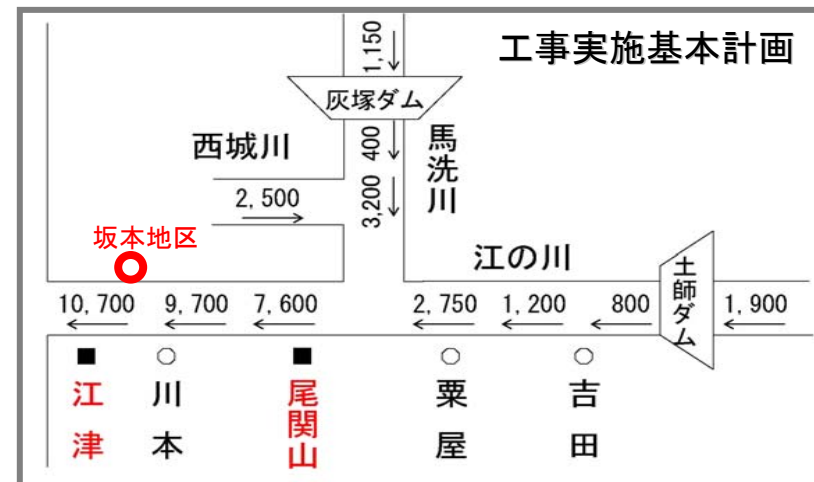 工事実施基本計画
1,150
灰塚ダム
西城川
400
馬洗川
2,500
3,200
坂本地区
江の川
土師ダム
10,700
9,700
7,600
2,750
1,200
800
1,900
江津
川本
尾関山
粟屋
吉田